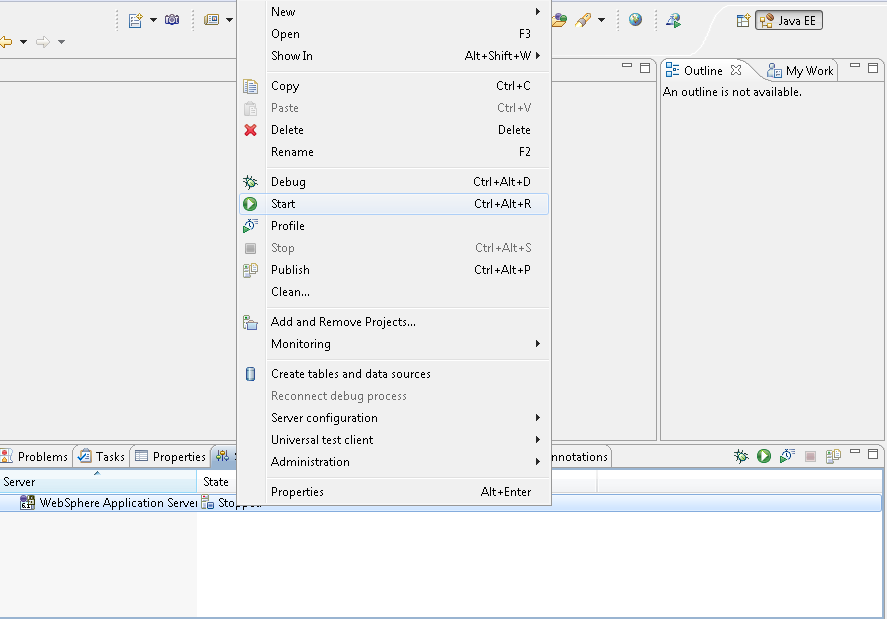 New
Open F3
Java EE
Show In Alt+Shift+W
Outline My Work
Copy Ctrl+C
An outline is not available.
Paste Ctrl+V
Delete Delete
Rename F2
Debug Ctrl+Alt+D
Start Ctrl+Alt+R
Profile
Stop Ctrl+Alt+S
Publish Ctrl+Alt+P
Clean...
Add and Remove Projects...
Monitoring
Create tables and data sources
Reconnect debug process
Server configuration
Universal test client
Administration
Problems Tasks Properties nnotations
Server State
Properties Alt+Enter
WebSphere Application Server Stopped